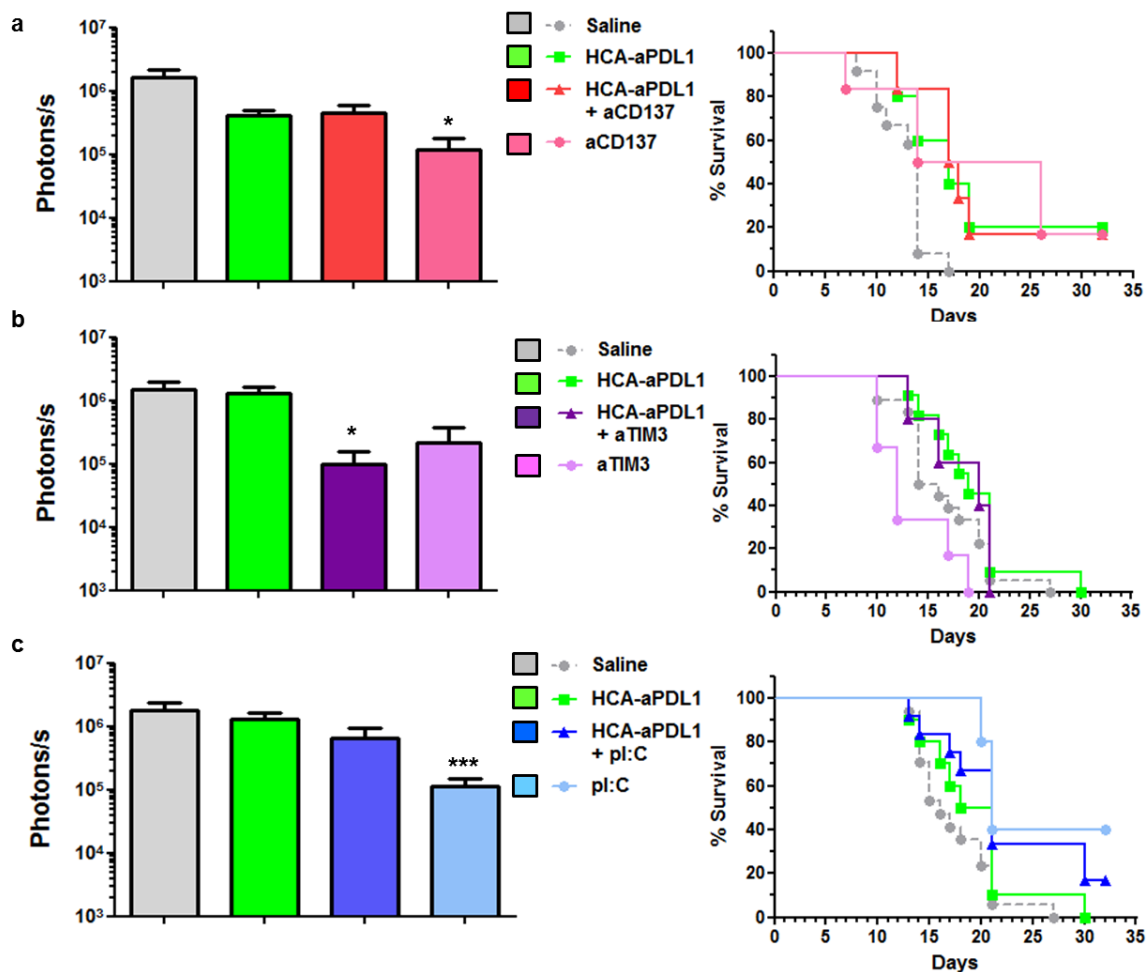 a
Photons/s
10⁷
10⁶
10⁵
10⁴
10³
*
Saline
HCA-aPDL1
HCA-aPDL1
+ aCD137
aCD137
% Survival
100
80
60
40
20
0
0 5 10 15 20 25 30 35
Days
b
Photons/s
10⁷
10⁶
10⁵
10⁴
10³
*
Saline
HCA-aPDL1
HCA-aPDL1
+ aTIM3
aTIM3
% Survival
100
80
60
40
20
0
0 5 10 15 20 25 30 35
Days
c
Photons/s
10⁷
10⁶
10⁵
10⁴
10³
***
Saline
HCA-aPDL1
HCA-aPDL1
+ pI:C
pI:C
% Survival
100
80
60
40
20
0
0 5 10 15 20 25 30 35
Days